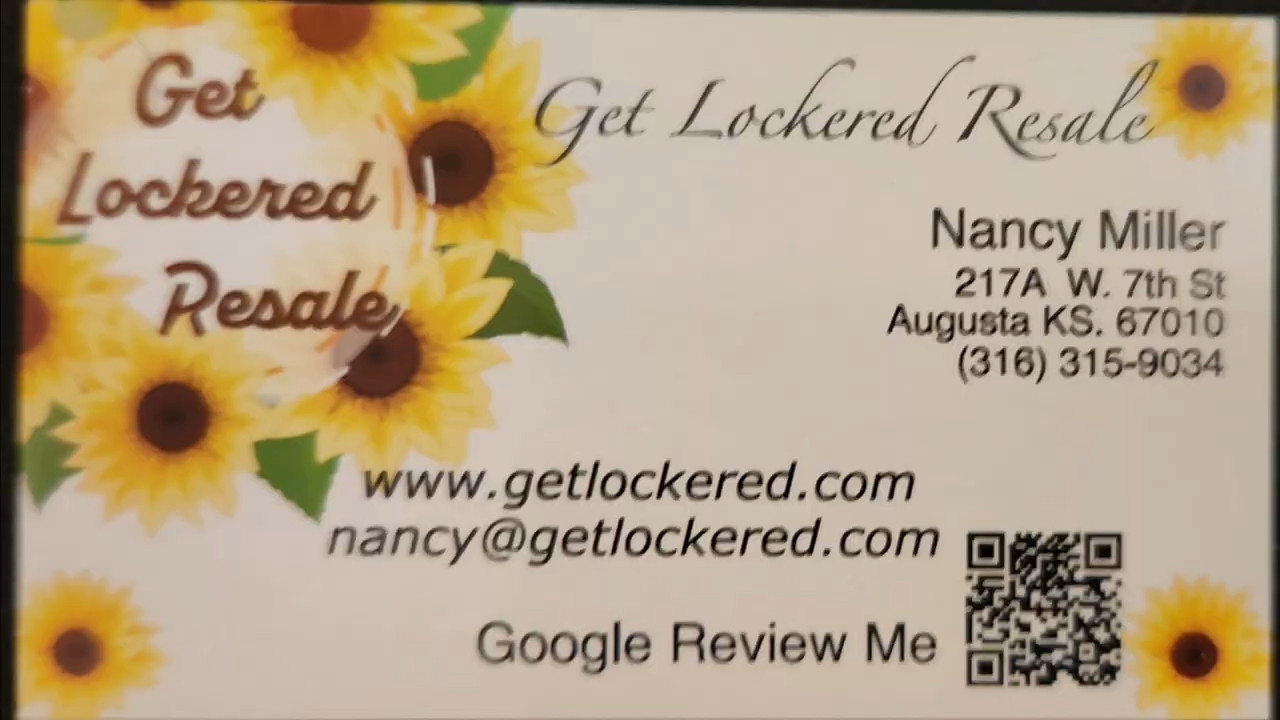 Get
Lockered
Resale
Get Lockered Resale
Nancy Miller
217A W. 7th St
Augusta KS. 67010
(316) 315-9034
www.getlockered.com
nancy@getlockered.com
Google Review Me